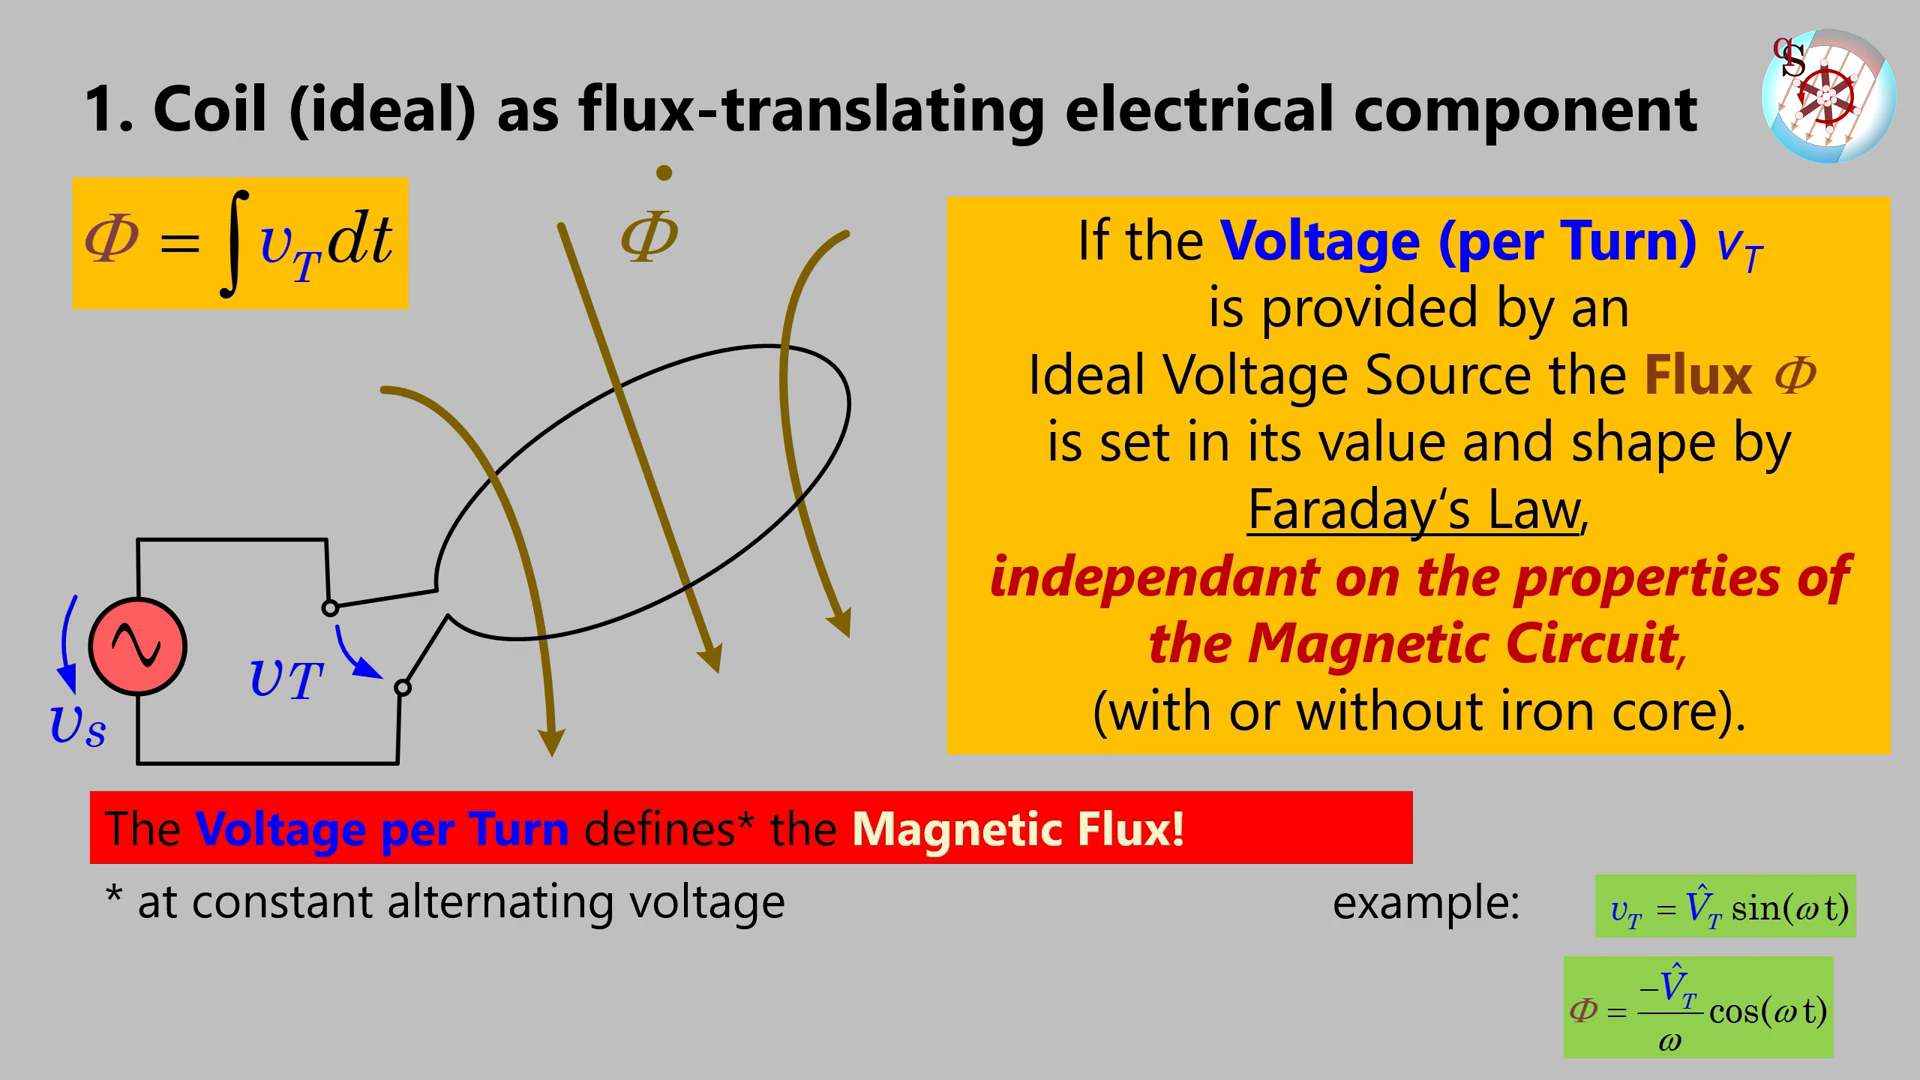 qS
1. Coil (ideal) as flux-translating electrical component
Φ = ∫ v_T dt
Φ̇
If the Voltage (per Turn) v_T
is provided by an
Ideal Voltage Source the Flux Φ
is set in its value and shape by
Faraday‘s Law,
independant on the properties of
the Magnetic Circuit,
(with or without iron core).
v_T
v_s
The Voltage per Turn defines* the Magnetic Flux!
* at constant alternating voltage
example:
v_T = V̂_T sin(ω t)
Φ = −V̂_T / ω cos(ω t)